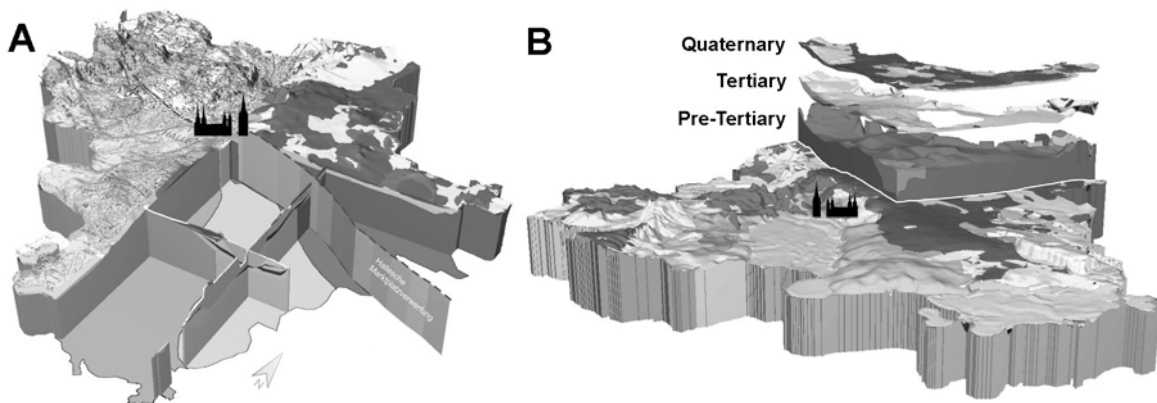 A
Hallesche
Marktplatzverwerfung
N
B
Quaternary
Tertiary
Pre-Tertiary